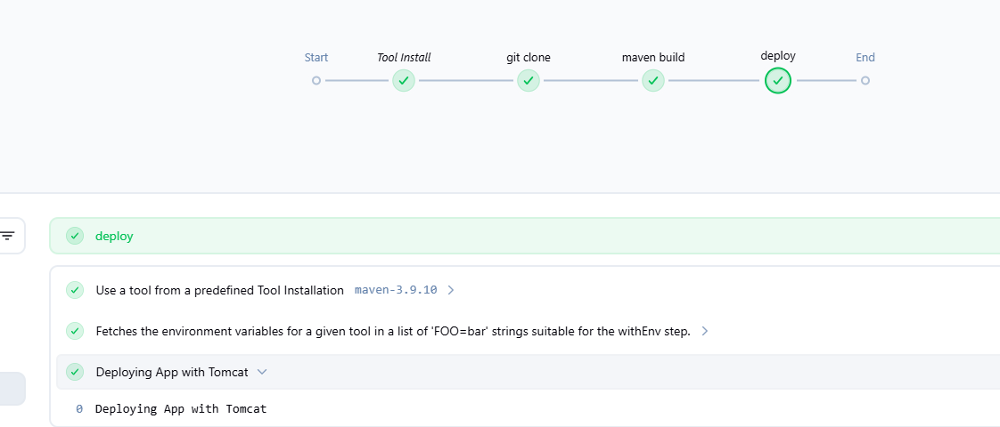 Start
Tool Install
git clone
maven build
deploy
End
deploy
Use a tool from a predefined Tool Installation maven-3.9.10
Fetches the environment variables for a given tool in a list of 'FOO=bar' strings suitable for the withEnv step.
Deploying App with Tomcat
0 Deploying App with Tomcat